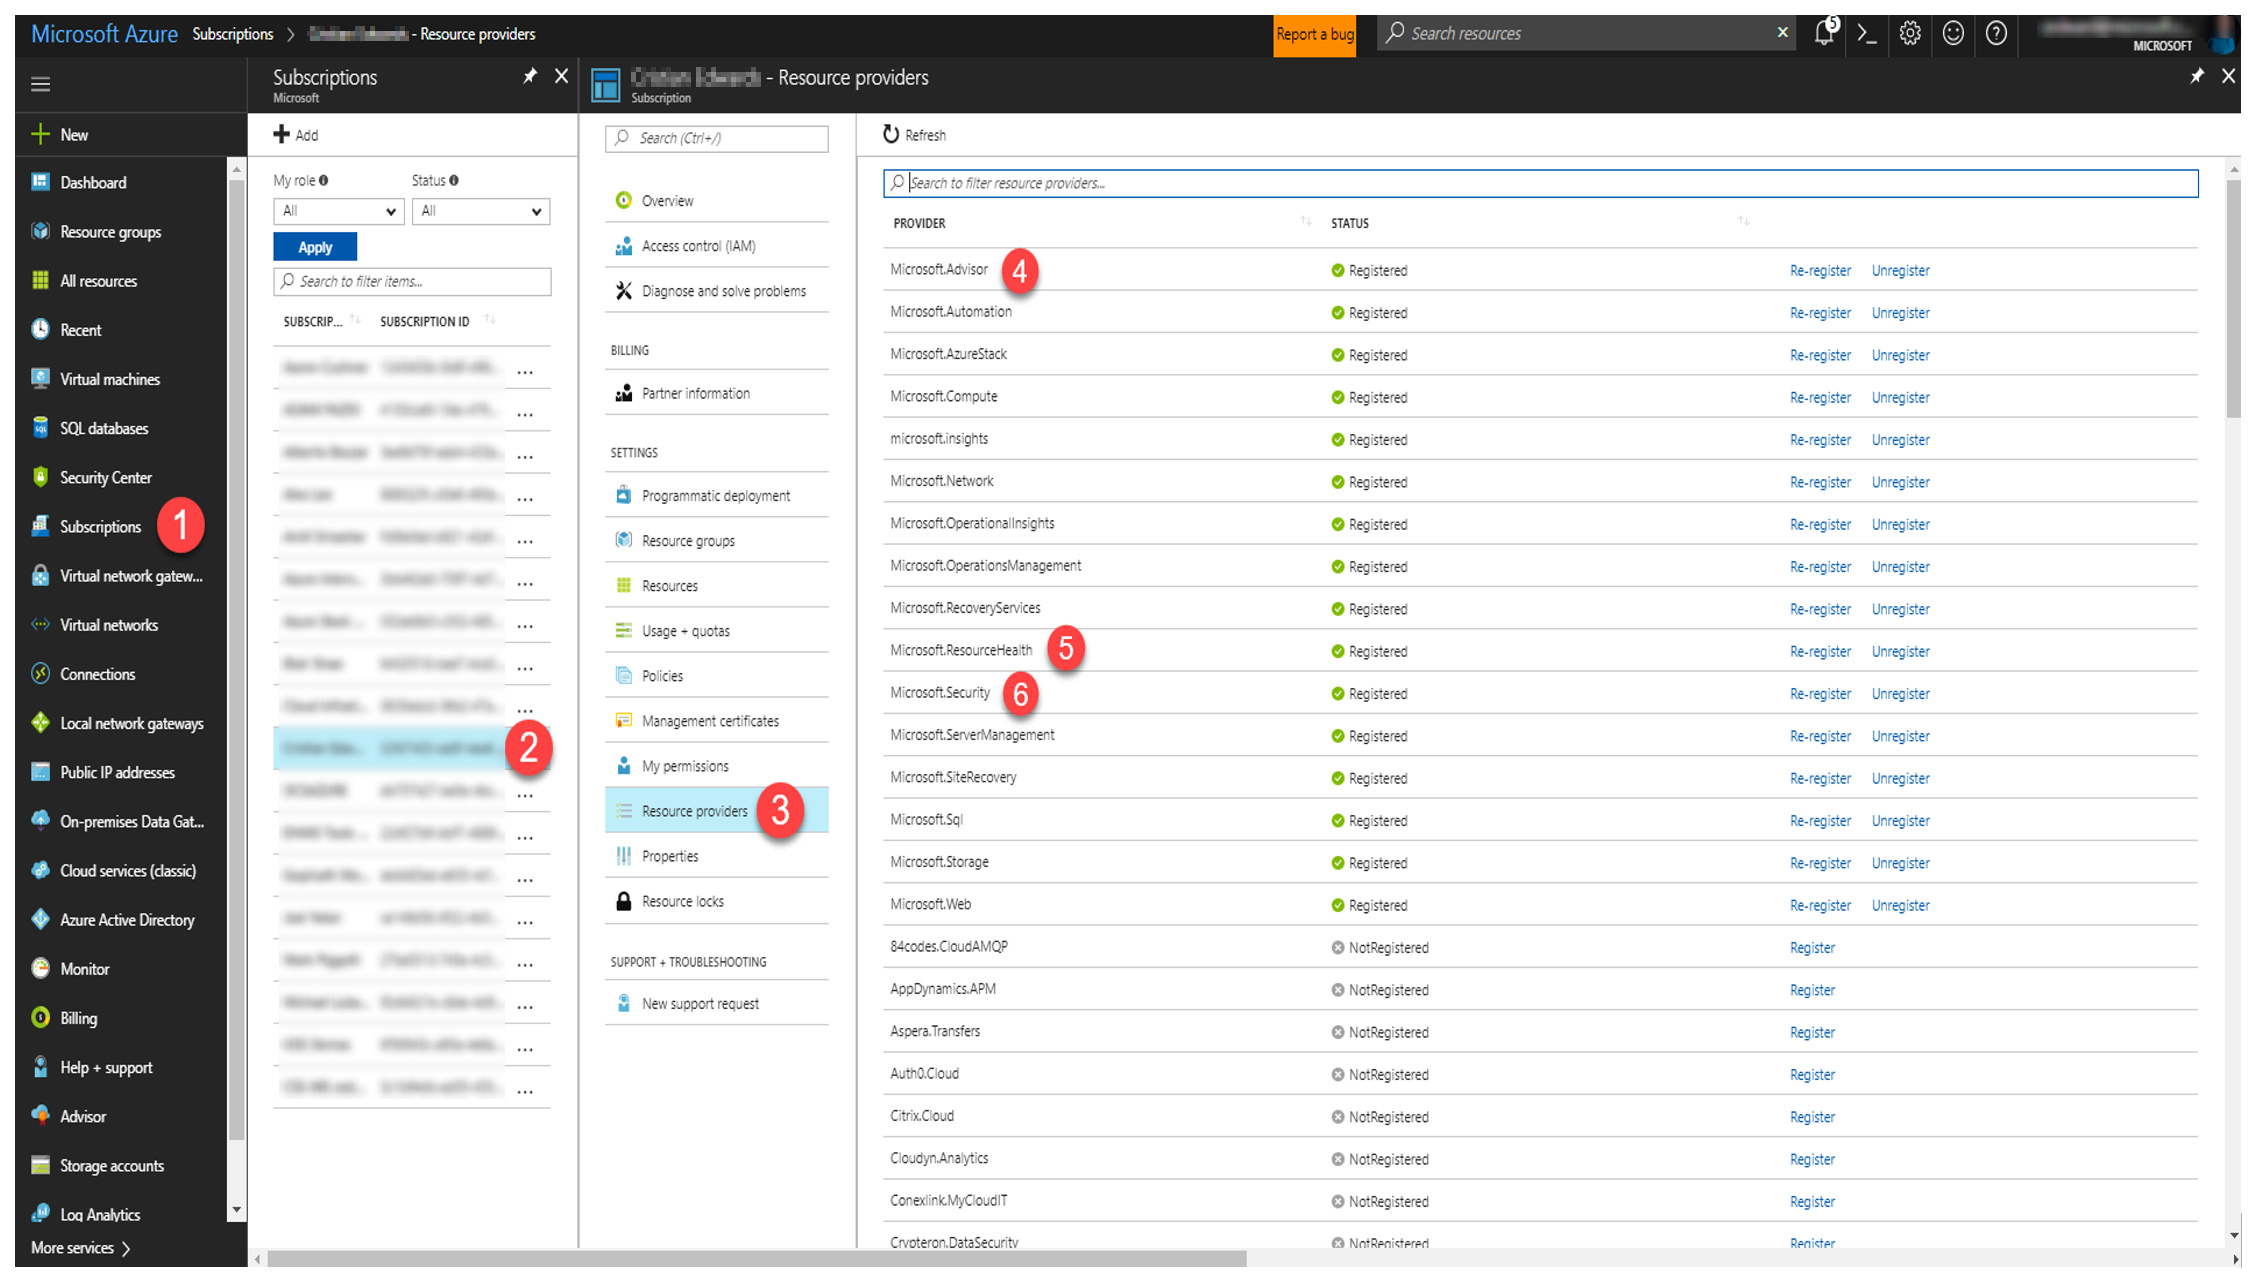 Microsoft Azure Subscriptions > - Resource providers
Report a bug
Search resources
5
MICROSOFT
Subscriptions
Microsoft
- Resource providers
Subscription
New
Dashboard
Resource groups
All resources
Recent
Virtual machines
SQL databases
Security Center
Subscriptions 1
Virtual network gatew...
Virtual networks
Connections
Local network gateways
Public IP addresses
On-premises Data Gat...
Cloud services (classic)
Azure Active Directory
Monitor
Billing
Help + support
Advisor
Storage accounts
Log Analytics
More services >
Add
My role Status
All All
Apply
Search to filter items...
SUBSCRIP... SUBSCRIPTION ID
2
Search (Ctrl+/)
Overview
Access control (IAM)
Diagnose and solve problems
BILLING
Partner information
SETTINGS
Programmatic deployment
Resource groups
Resources
Usage + quotas
Policies
Management certificates
My permissions
Resource providers 3
Properties
Resource locks
SUPPORT + TROUBLESHOOTING
New support request
Refresh
Search to filter resource providers...
PROVIDER STATUS
Microsoft.Advisor 4 Registered Re-register Unregister
Microsoft.Automation Registered Re-register Unregister
Microsoft.AzureStack Registered Re-register Unregister
Microsoft.Compute Registered Re-register Unregister
microsoft.insights Registered Re-register Unregister
Microsoft.Network Registered Re-register Unregister
Microsoft.OperationalInsights Registered Re-register Unregister
Microsoft.OperationsManagement Registered Re-register Unregister
Microsoft.RecoveryServices Registered Re-register Unregister
Microsoft.ResourceHealth 5 Registered Re-register Unregister
Microsoft.Security 6 Registered Re-register Unregister
Microsoft.ServerManagement Registered Re-register Unregister
Microsoft.SiteRecovery Registered Re-register Unregister
Microsoft.Sql Registered Re-register Unregister
Microsoft.Storage Registered Re-register Unregister
Microsoft.Web Registered Re-register Unregister
84codes.CloudAMQP NotRegistered Register
AppDynamics.APM NotRegistered Register
Aspera.Transfers NotRegistered Register
Auth0.Cloud NotRegistered Register
Citrix.Cloud NotRegistered Register
Cloudyn.Analytics NotRegistered Register
Conexlink.MyCloudIT NotRegistered Register
Crypteron.DataSecurity NotRegistered Register